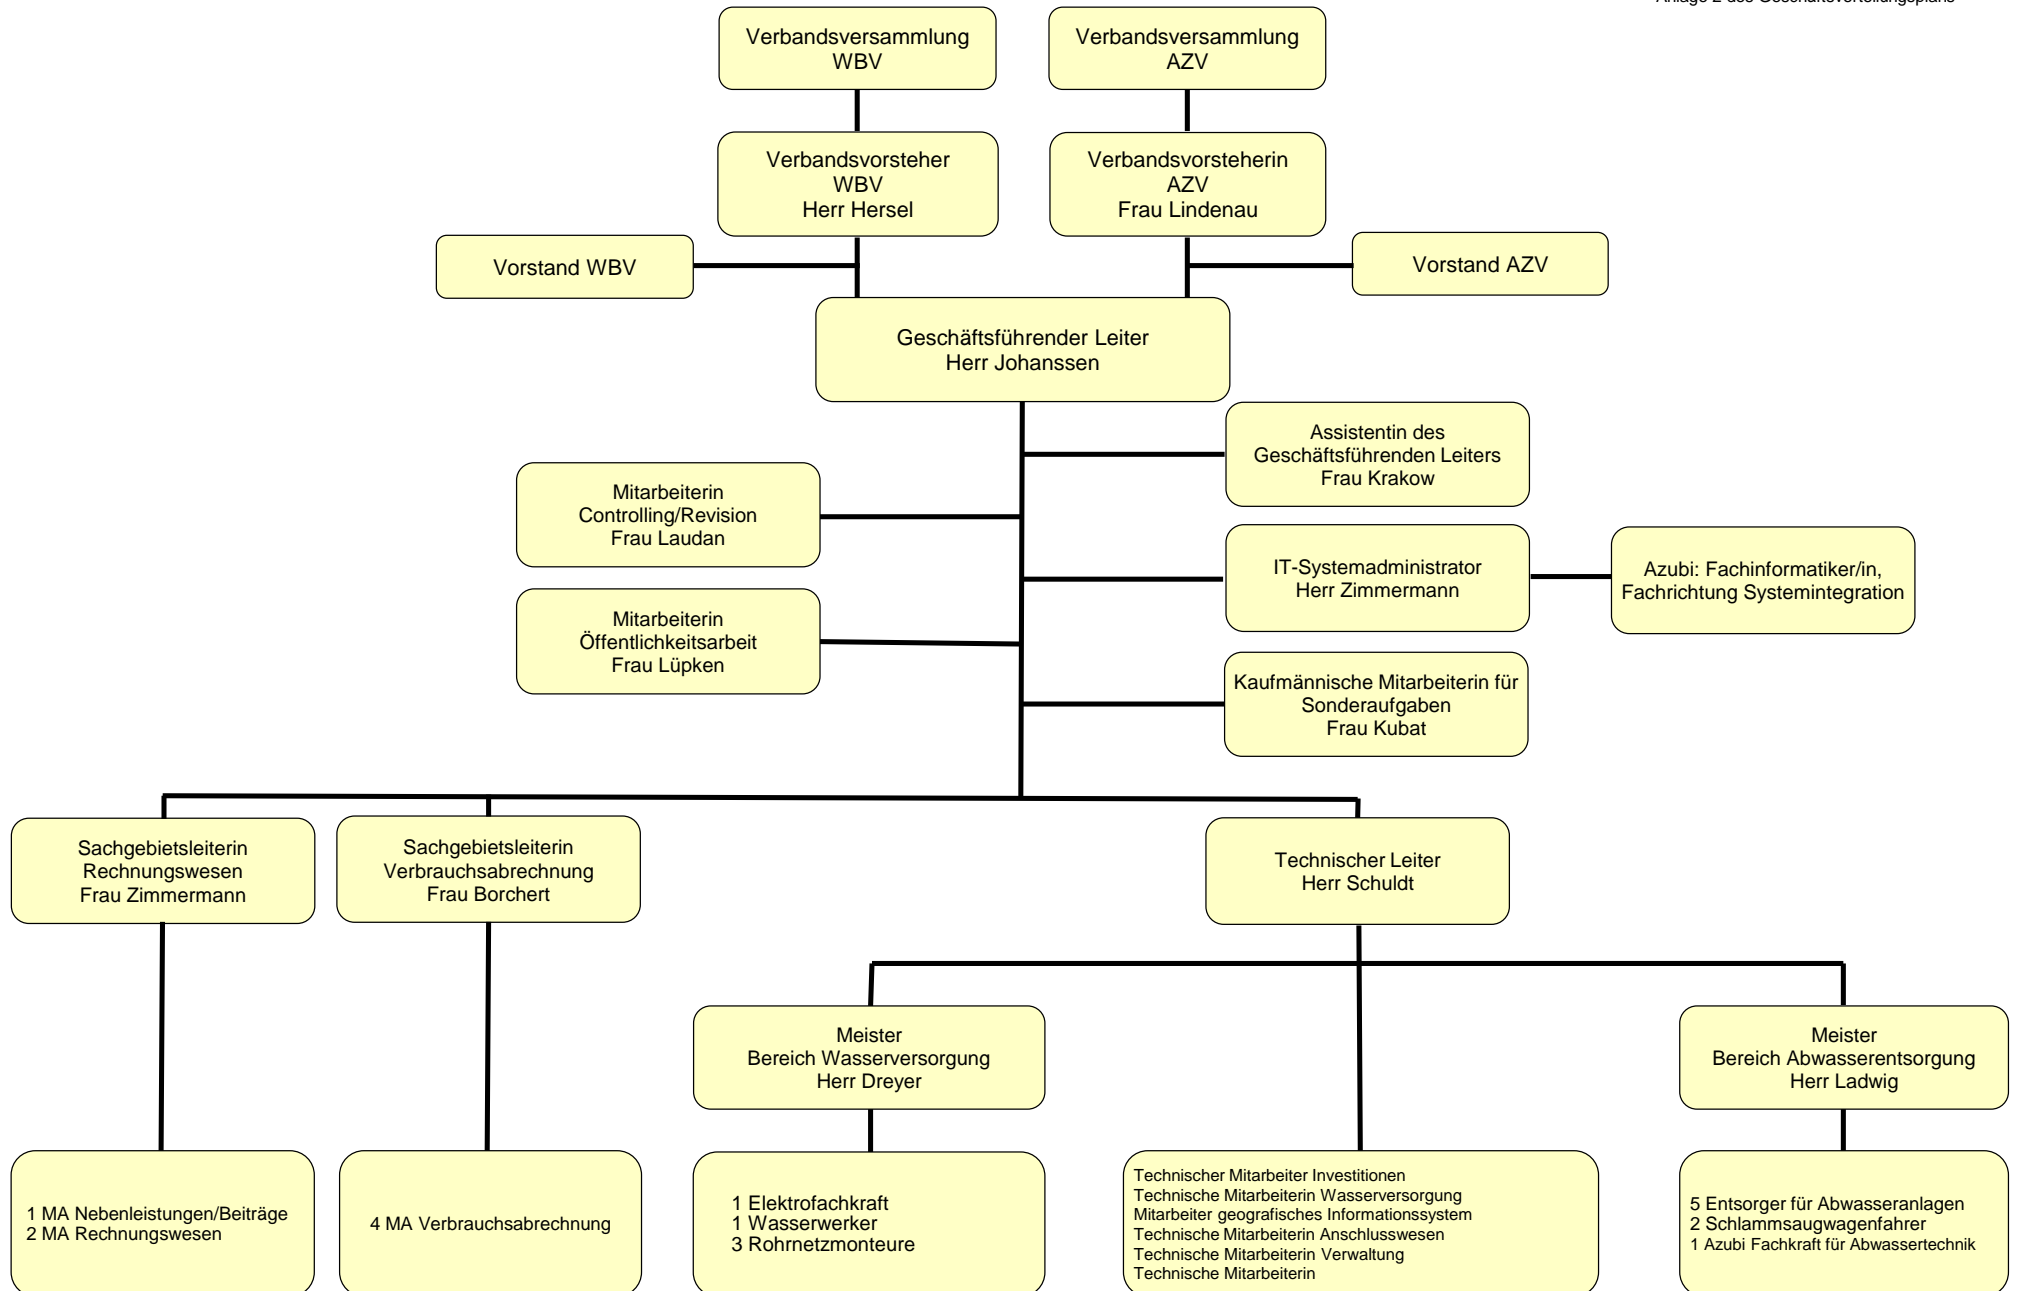 Anlage 2 des Geschäftsverteilungsplans
Verbandsversammlung
WBV
Verbandsversammlung
AZV
Verbandsvorsteher
WBV
Herr Hersel
Verbandsvorsteherin
AZV
Frau Lindenau
Vorstand WBV
Vorstand AZV
Geschäftsführender Leiter
Herr Johanssen
Assistentin des
Geschäftsführenden Leiters
Frau Krakow
Mitarbeiterin
Controlling/Revision
Frau Laudan
IT-Systemadministrator
Herr Zimmermann
Azubi: Fachinformatiker/in,
Fachrichtung Systemintegration
Mitarbeiterin
Öffentlichkeitsarbeit
Frau Lüpken
Kaufmännische Mitarbeiterin für
Sonderaufgaben
Frau Kubat
Sachgebietsleiterin
Rechnungswesen
Frau Zimmermann
Sachgebietsleiterin
Verbrauchsabrechnung
Frau Borchert
Technischer Leiter
Herr Schuldt
Meister
Bereich Wasserversorgung
Herr Dreyer
Meister
Bereich Abwasserentsorgung
Herr Ladwig
1 MA Nebenleistungen/Beiträge
2 MA Rechnungswesen
4 MA Verbrauchsabrechnung
1 Elektrofachkraft
1 Wasserwerker
3 Rohrnetzmonteure
Technischer Mitarbeiter Investitionen
Technische Mitarbeiterin Wasserversorgung
Mitarbeiter geografisches Informationssystem
Technische Mitarbeiterin Anschlusswesen
Technische Mitarbeiterin Verwaltung
Technische Mitarbeiterin
5 Entsorger für Abwasseranlagen
2 Schlammsaugwagenfahrer
1 Azubi Fachkraft für Abwassertechnik